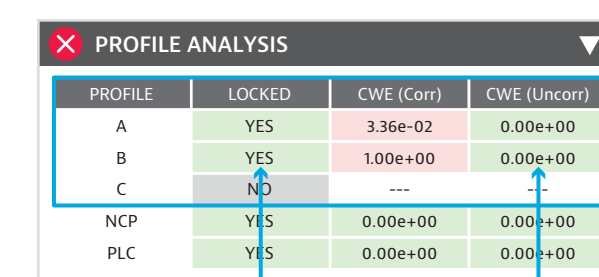 PROFILE ANALYSIS
PROFILE LOCKED CWE (Corr) CWE (Uncorr)
A YES 3.36e-02 0.00e+00
B YES 1.00e+00 0.00e+00
C NO --- ---
NCP YES 0.00e+00 0.00e+00
PLC YES 0.00e+00 0.00e+00